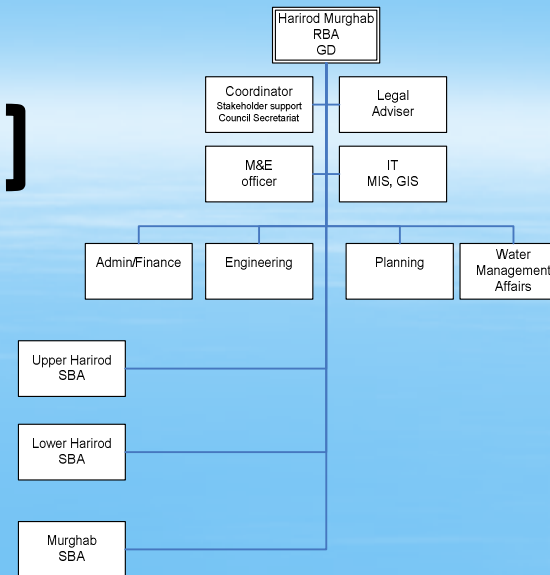 Harirod Murghab
RBA
GD
Coordinator
Stakeholder support
Council Secretariat
Legal
Adviser
]
M&E
officer
IT
MIS, GIS
Admin/Finance
Engineering
Planning
Water
Management
Affairs
Upper Harirod
SBA
Lower Harirod
SBA
Murghab
SBA